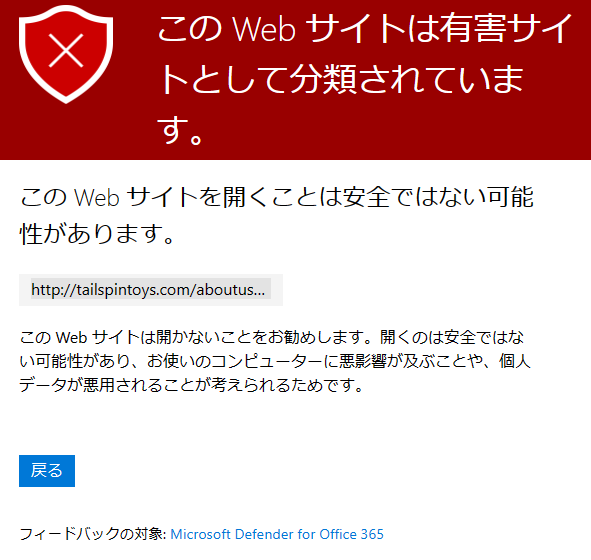 この Web サイトは有害サイ
トとして分類されていま
す。
この Web サイトを開くことは安全ではない可能
性があります。
http://tailspintoys.com/aboutus...
この Web サイトは開かないことをお勧めします。開くのは安全ではな
い可能性があり、お使いのコンピューターに悪影響が及ぶことや、個人
データが悪用されることが考えられるためです。
戻る
フィードバックの対象: Microsoft Defender for Office 365